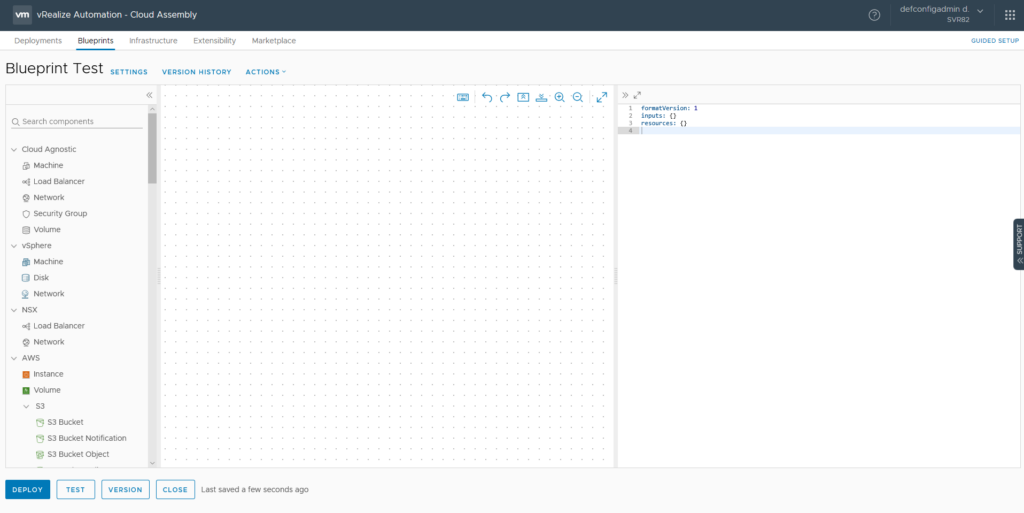 vm vRealize Automation - Cloud Assembly
defconfigadmin d.
SVR82
Deployments Blueprints Infrastructure Extensibility Marketplace
GUIDED SETUP
Blueprint Test SETTINGS VERSION HISTORY ACTIONS
Search components
Cloud Agnostic
Machine
Load Balancer
Network
Security Group
Volume
vSphere
Machine
Disk
Network
NSX
Load Balancer
Network
AWS
Instance
Volume
S3
S3 Bucket
S3 Bucket Notification
S3 Bucket Object
1 formatVersion: 1
2 inputs: {}
3 resources: {}
4
SUPPORT
DEPLOY TEST VERSION CLOSE Last saved a few seconds ago